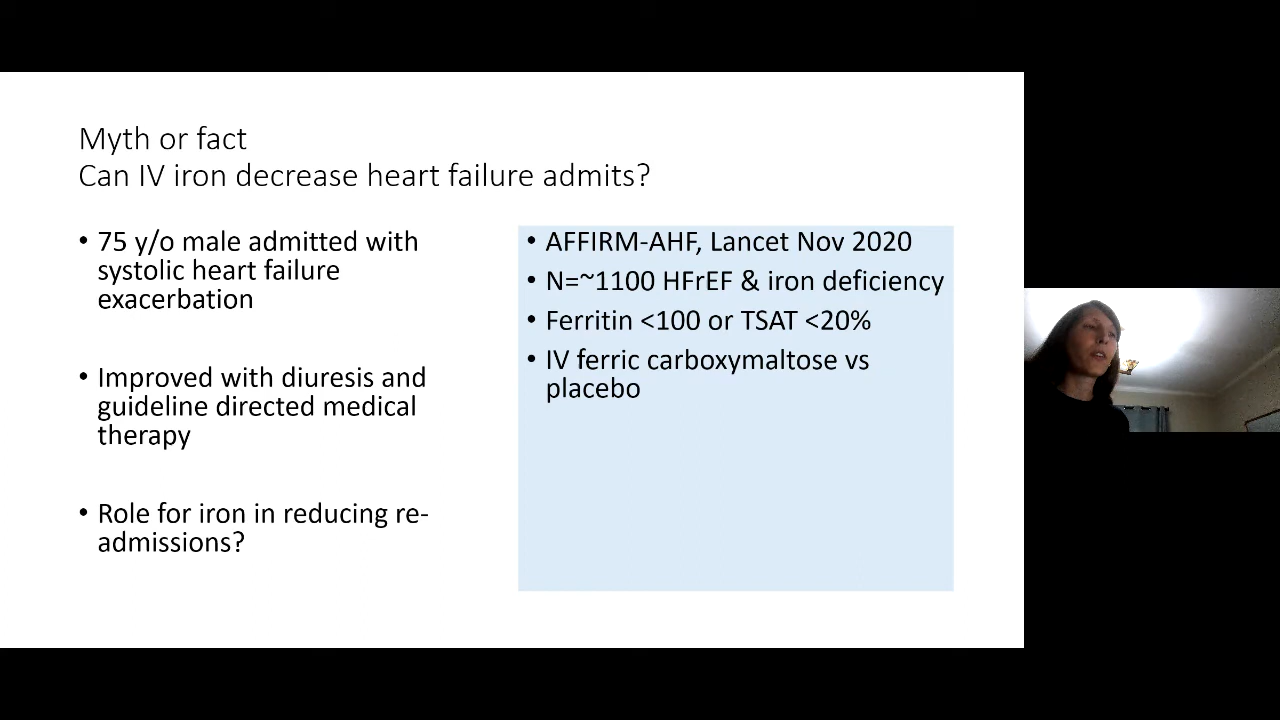 Myth or fact
Can IV iron decrease heart failure admits?
• 75 y/o male admitted with
systolic heart failure
exacerbation
• Improved with diuresis and
guideline directed medical
therapy
• Role for iron in reducing re-
admissions?
• AFFIRM-AHF, Lancet Nov 2020
• N=~1100 HFrEF & iron deficiency
• Ferritin <100 or TSAT <20%
• IV ferric carboxymaltose vs
placebo